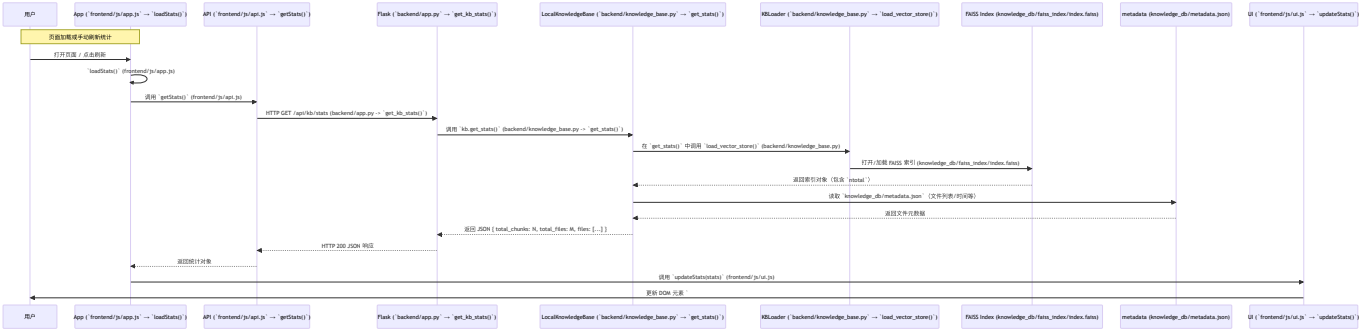 用户
App (`frontend/js/app.js` → `loadStats()`)
API (`frontend/js/api.js` → `getStats()`)
Flask (`backend/app.py` → `get_kb_stats()`)
LocalKnowledgeBase (`backend/knowledge_base.py` → `get_stats()`)
KBLoader (`backend/knowledge_base.py` → `load_vector_store()`)
FAISS Index (knowledge_db/faiss_index/index.faiss)
metadata (knowledge_db/metadata.json)
UI (`frontend/js/ui.js` → `updateStats()`)
页面加载或手动刷新统计
打开页面 / 点击刷新
`loadStats()` (frontend/js/app.js)
调用 `getStats()` (frontend/js/api.js)
HTTP GET /api/kb/stats (backend/app.py -> `get_kb_stats()`)
调用 `kb.get_stats()` (backend/knowledge_base.py -> `get_stats`)
在 `get_stats()` 中调用 `load_vector_store()` (backend/knowledge_base.py)
打开/加载 FAISS 索引 (knowledge_db/faiss_index/index.faiss)
返回索引对象（包含 `ntotal`）
读取 `knowledge_db/metadata.json`（文件列表/时间等）
返回文件元数据
返回 JSON { total_chunks: N, total_files: M, files: [...] }
HTTP 200 JSON 响应
返回统计对象
调用 `updateStats(stats)` (frontend/js/ui.js)
更新 DOM 元素 `
用户
App (`frontend/js/app.js` → `loadStats()`)
API (`frontend/js/api.js` → `getStats()`)
Flask (`backend/app.py` → `get_kb_stats()`)
LocalKnowledgeBase (`backend/knowledge_base.py` → `get_stats()`)
KBLoader (`backend/knowledge_base.py` → `load_vector_store()`)
FAISS Index (knowledge_db/faiss_index/index.faiss)
metadata (knowledge_db/metadata.json)
UI (`frontend/js/ui.js` → `updateStats()`)